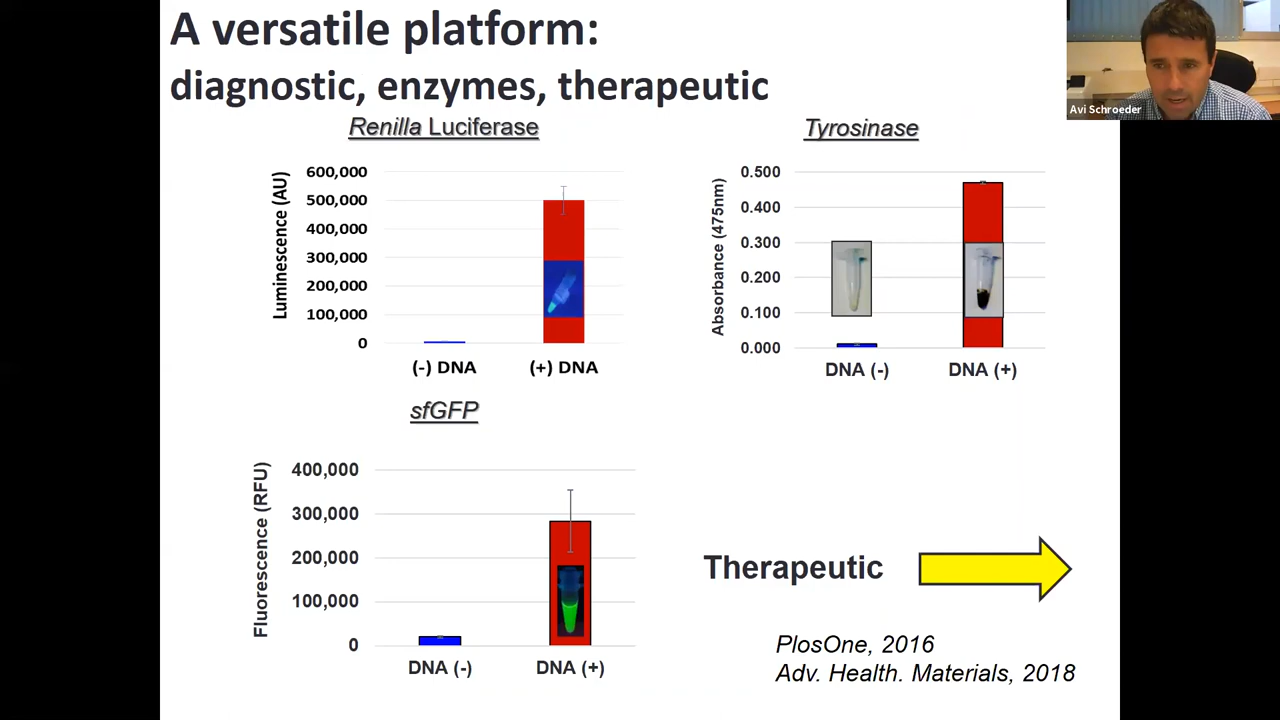 A versatile platform:
diagnostic, enzymes, therapeutic
Avi Schroeder
Renilla Luciferase
Luminescence (AU)
600,000
500,000
400,000
300,000
200,000
100,000
0
(-) DNA
(+) DNA
Tyrosinase
Absorbance (475nm)
0.500
0.400
0.300
0.200
0.100
0.000
DNA (-)
DNA (+)
sfGFP
Fluorescence (RFU)
400,000
300,000
200,000
100,000
0
DNA (-)
DNA (+)
Therapeutic
PlosOne, 2016
Adv. Health. Materials, 2018